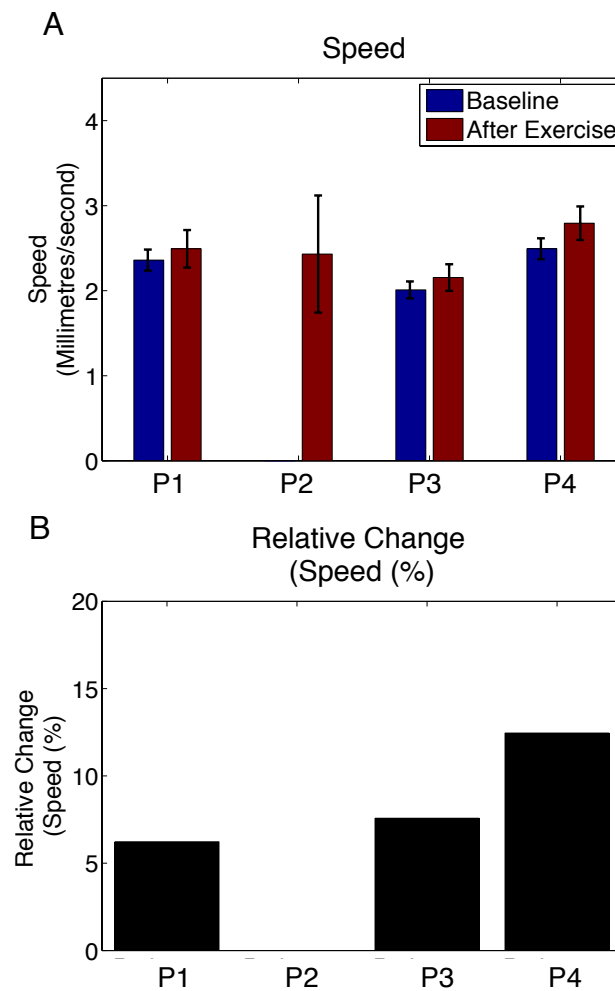 A
Speed
Baseline
After Exercise
4
3
2
1
0
Speed
(Millimetres/second)
P1 P2 P3 P4
B
Relative Change
(Speed (%)
20
15
10
5
0
Relative Change
(Speed (%)
P1 P2 P3 P4